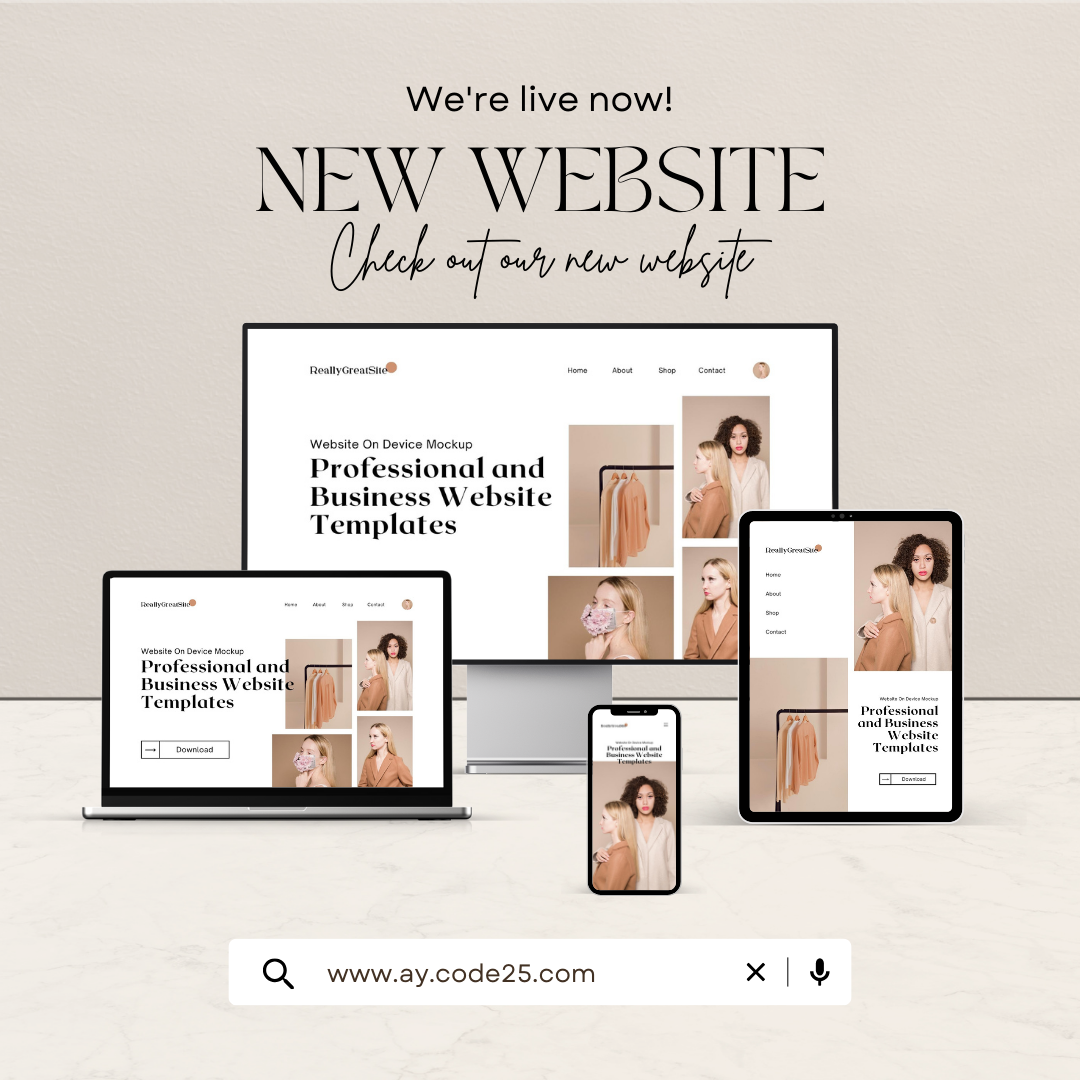 We're live now!
NEW WEBSITE
Check out our new website
ReallyGreatSite
Home About Shop Contact
Website On Device Mockup
Professional and
Business Website
Templates
ReallyGreatSite
Home About Shop Contact
Website On Device Mockup
Professional and
Business Website
Templates
Download
ReallyGreatSite
Home
About
Shop
Contact
Website On Device Mockup
Professional
and Business
Website
Templates
Download
ReallyGreatSite
Website On Device Mockup
Professional and
Business Website
Templates
www.ay.code25.com